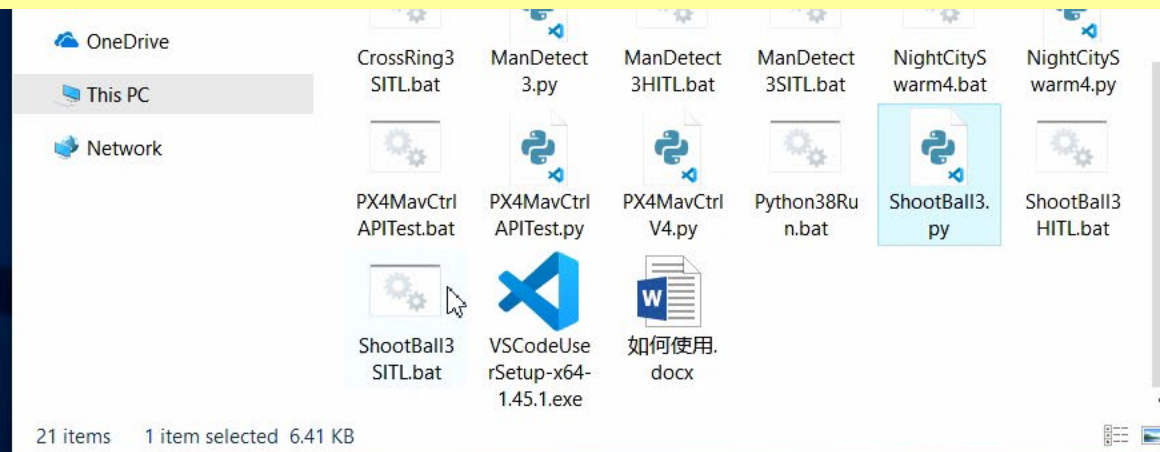 OneDrive
This PC
Network
CrossRing3
SITL.bat
ManDetect
3.py
ManDetect
3HITL.bat
ManDetect
3SITL.bat
NightCityS
warm4.bat
NightCityS
warm4.py
PX4MavCtrl
APITest.bat
PX4MavCtrl
APITest.py
PX4MavCtrl
V4.py
Python38Ru
n.bat
ShootBall3.
py
ShootBall3
HITL.bat
ShootBall3
SITL.bat
VSCodeUse
rSetup-x64-
1.45.1.exe
W
如何使用.
docx
21 items 1 item selected 6.41 KB